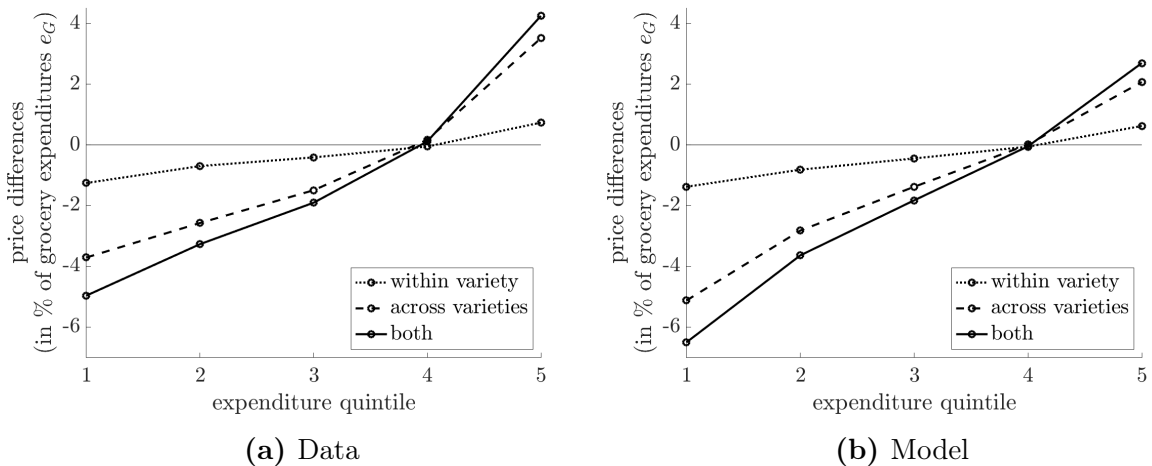 price differences
(in % of grocery expenditures e_G)
4
2
0
-2
-4
-6
within variety
across varieties
both
1 2 3 4 5
expenditure quintile
(a) Data
price differences
(in % of grocery expenditures e_G)
4
2
0
-2
-4
-6
within variety
across varieties
both
1 2 3 4 5
expenditure quintile
(b) Model